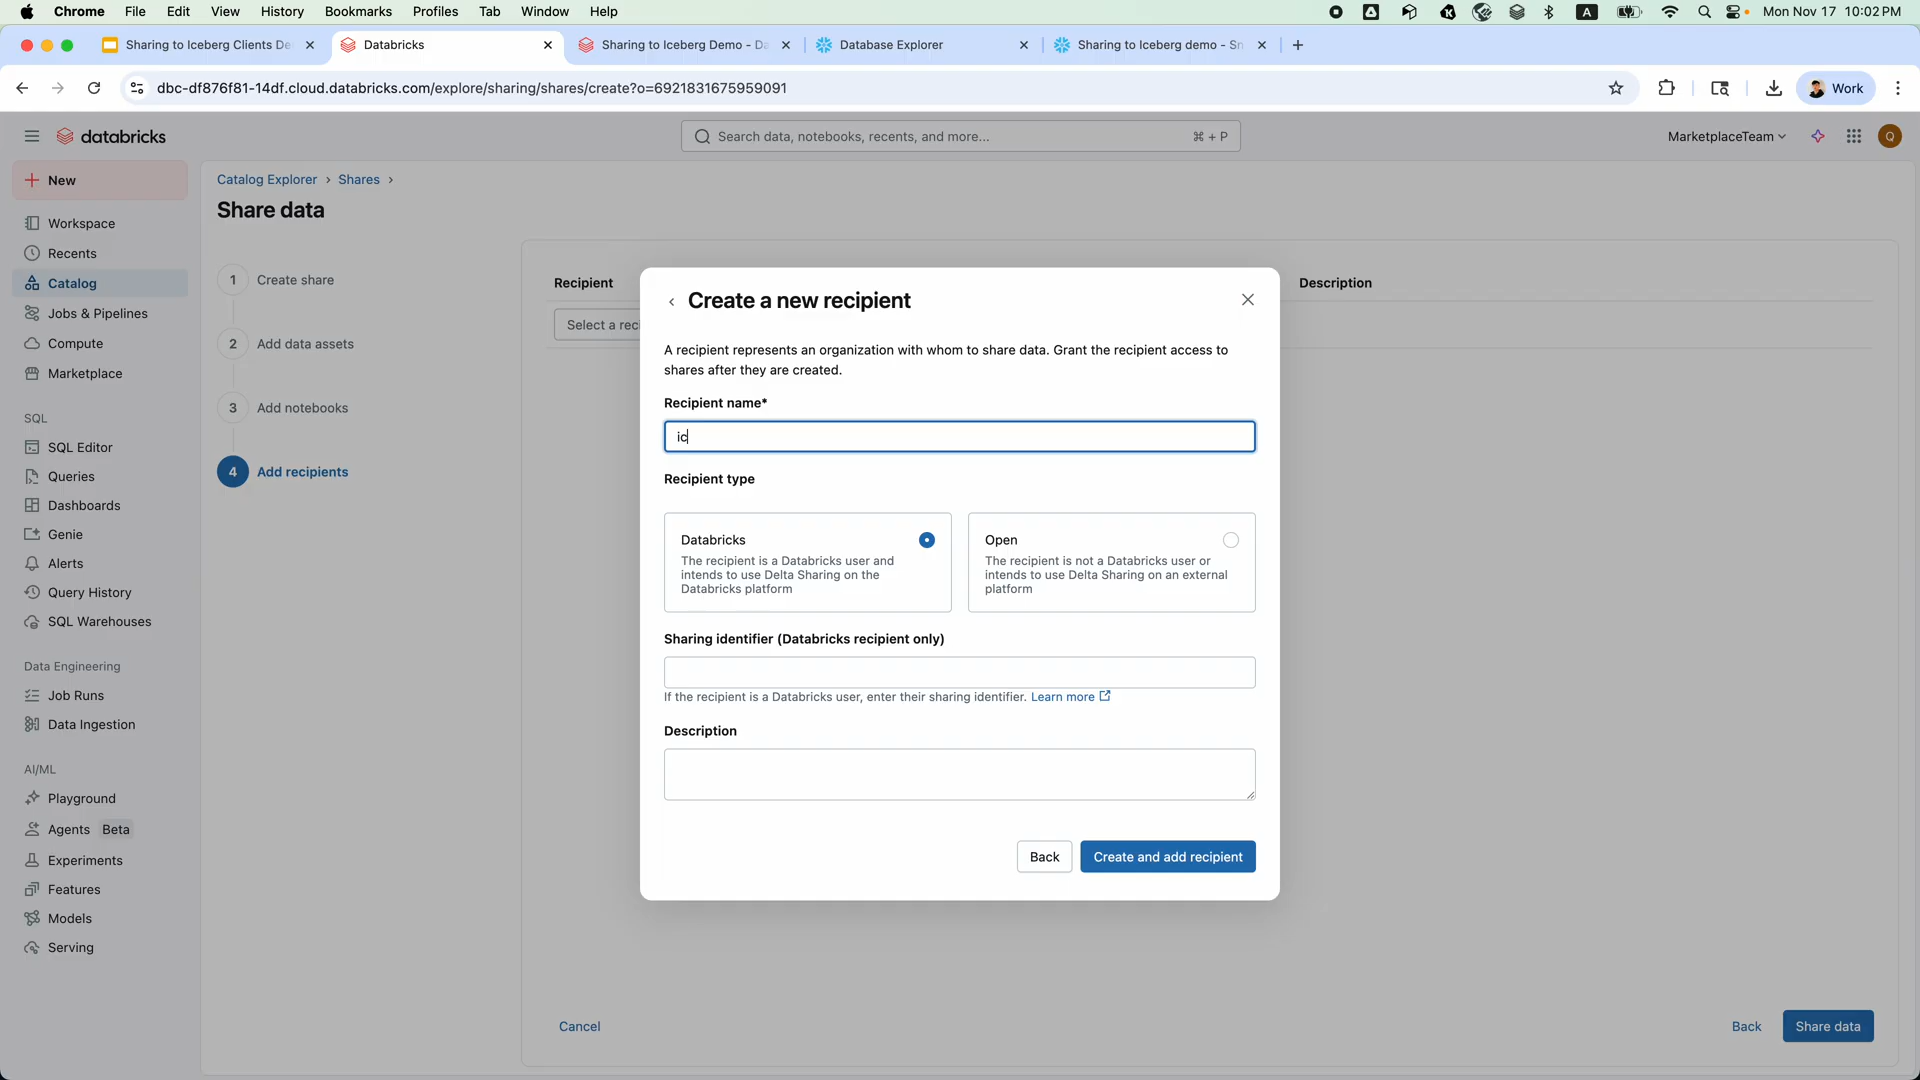 Chrome File Edit View History Bookmarks Profiles Tab Window Help A Mon Nov 17 10:02 PM
Sharing to Iceberg Clients De Databricks Sharing to Iceberg Demo - Da Database Explorer Sharing to Iceberg demo - Sn
dbc-df876f81-14df.cloud.databricks.com/explore/sharing/shares/create?o=6921831675959091 Work
databricks Search data, notebooks, recents, and more... ⌘ + P MarketplaceTeam Q
New
Workspace
Recents
Catalog
Jobs & Pipelines
Compute
Marketplace
SQL
SQL Editor
Queries
Dashboards
Genie
Alerts
Query History
SQL Warehouses
Data Engineering
Job Runs
Data Ingestion
AI/ML
Playground
Agents Beta
Experiments
Features
Models
Serving
Catalog Explorer › Shares ›
Share data
1 Create share
2 Add data assets
3 Add notebooks
4 Add recipients
Recipient Description
Select a reci
Create a new recipient
A recipient represents an organization with whom to share data. Grant the recipient access to
shares after they are created.
Recipient name*
ic
Recipient type
Databricks
The recipient is a Databricks user and
intends to use Delta Sharing on the
Databricks platform
Open
The recipient is not a Databricks user or
intends to use Delta Sharing on an external
platform
Sharing identifier (Databricks recipient only)
If the recipient is a Databricks user, enter their sharing identifier. Learn more
Description
Back Create and add recipient
Cancel Back Share data